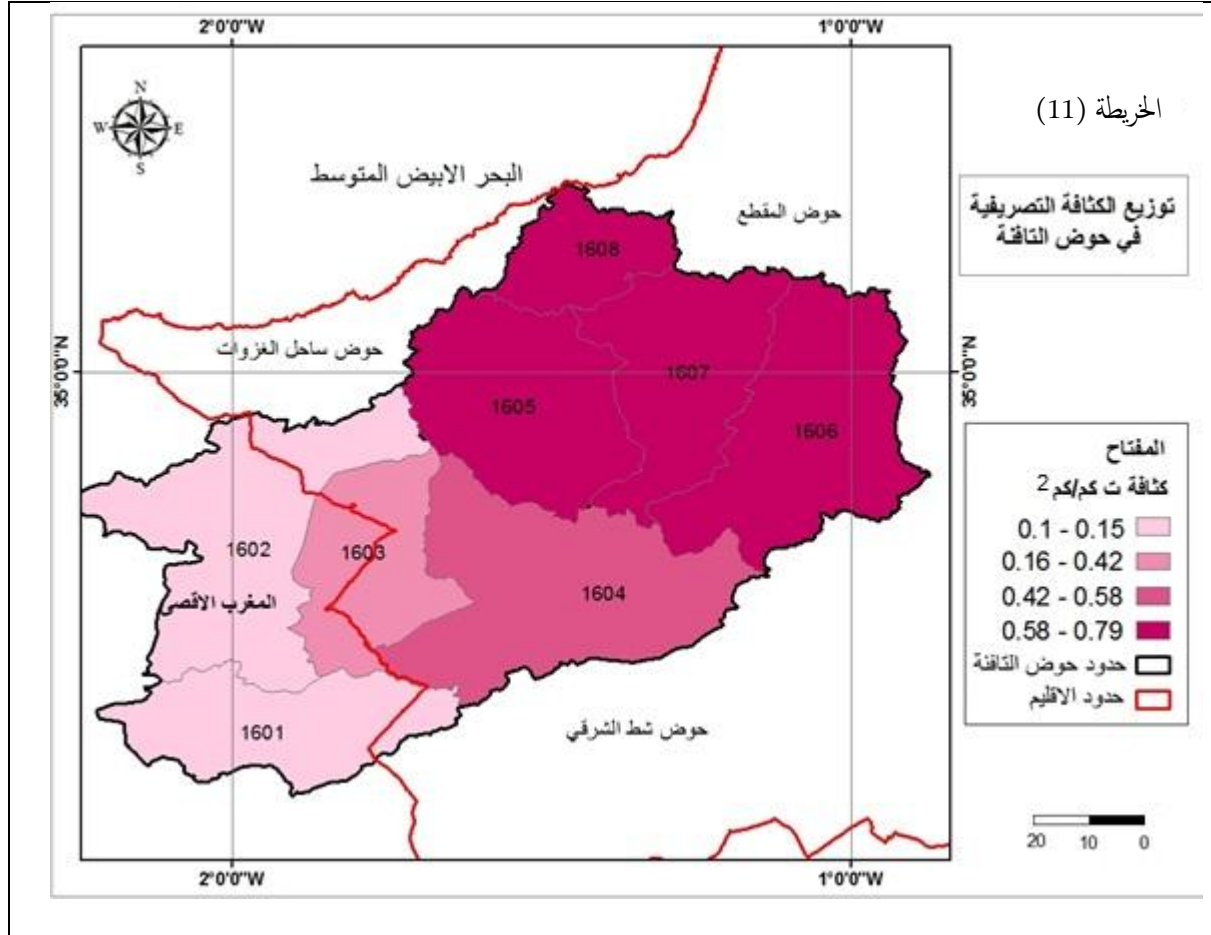 2°0'0"W
1°0'0"W
الخريطة (11)
N
W
E
S
البحر الابيض المتوسط
حوض المقطع
توزيع الكثافة التصريفية
في حوض التافنة
1608
حوض ساحل الغزوات
35°0'0"N
35°0'0"N
1607
1605
1606
المفتاح
كثافة ت كم/كم2
0.1 - 0.15
0.16 - 0.42
0.42 - 0.58
0.58 - 0.79
حدود حوض التافنة
حدود الاقليم
1602
1603
1604
المغرب الاقصى
1601
حوض شط الشرقي
20 10 0
2°0'0"W
1°0'0"W